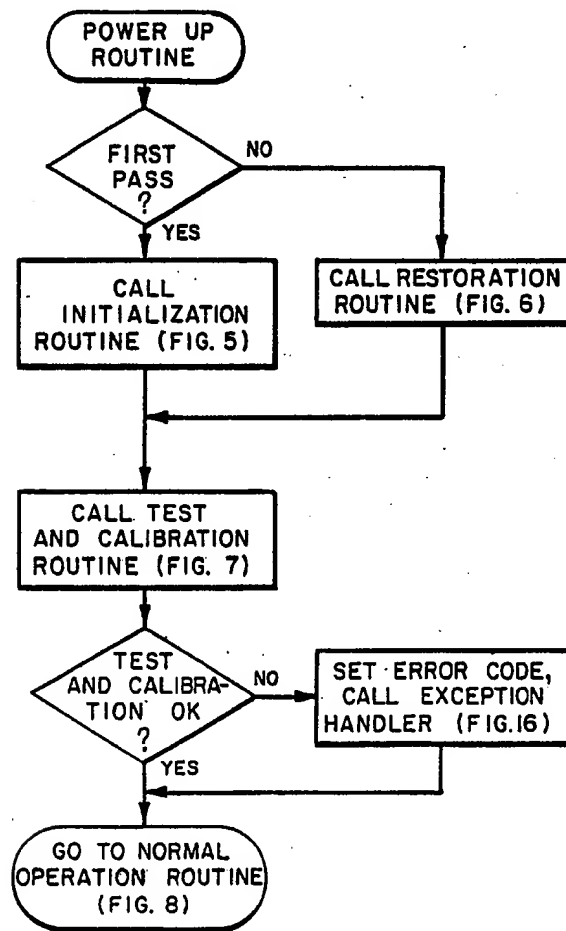 POWER UP
ROUTINE
FIRST
PASS
?
NO
YES
CALL
INITIALIZATION
ROUTINE (FIG. 5)
CALL RESTORATION
ROUTINE (FIG. 6)
CALL TEST
AND CALIBRATION
ROUTINE (FIG. 7)
TEST
AND CALIBRA-
TION OK
?
NO
YES
SET ERROR CODE,
CALL EXCEPTION
HANDLER (FIG.16)
GO TO NORMAL
OPERATION ROUTINE
(FIG. 8)